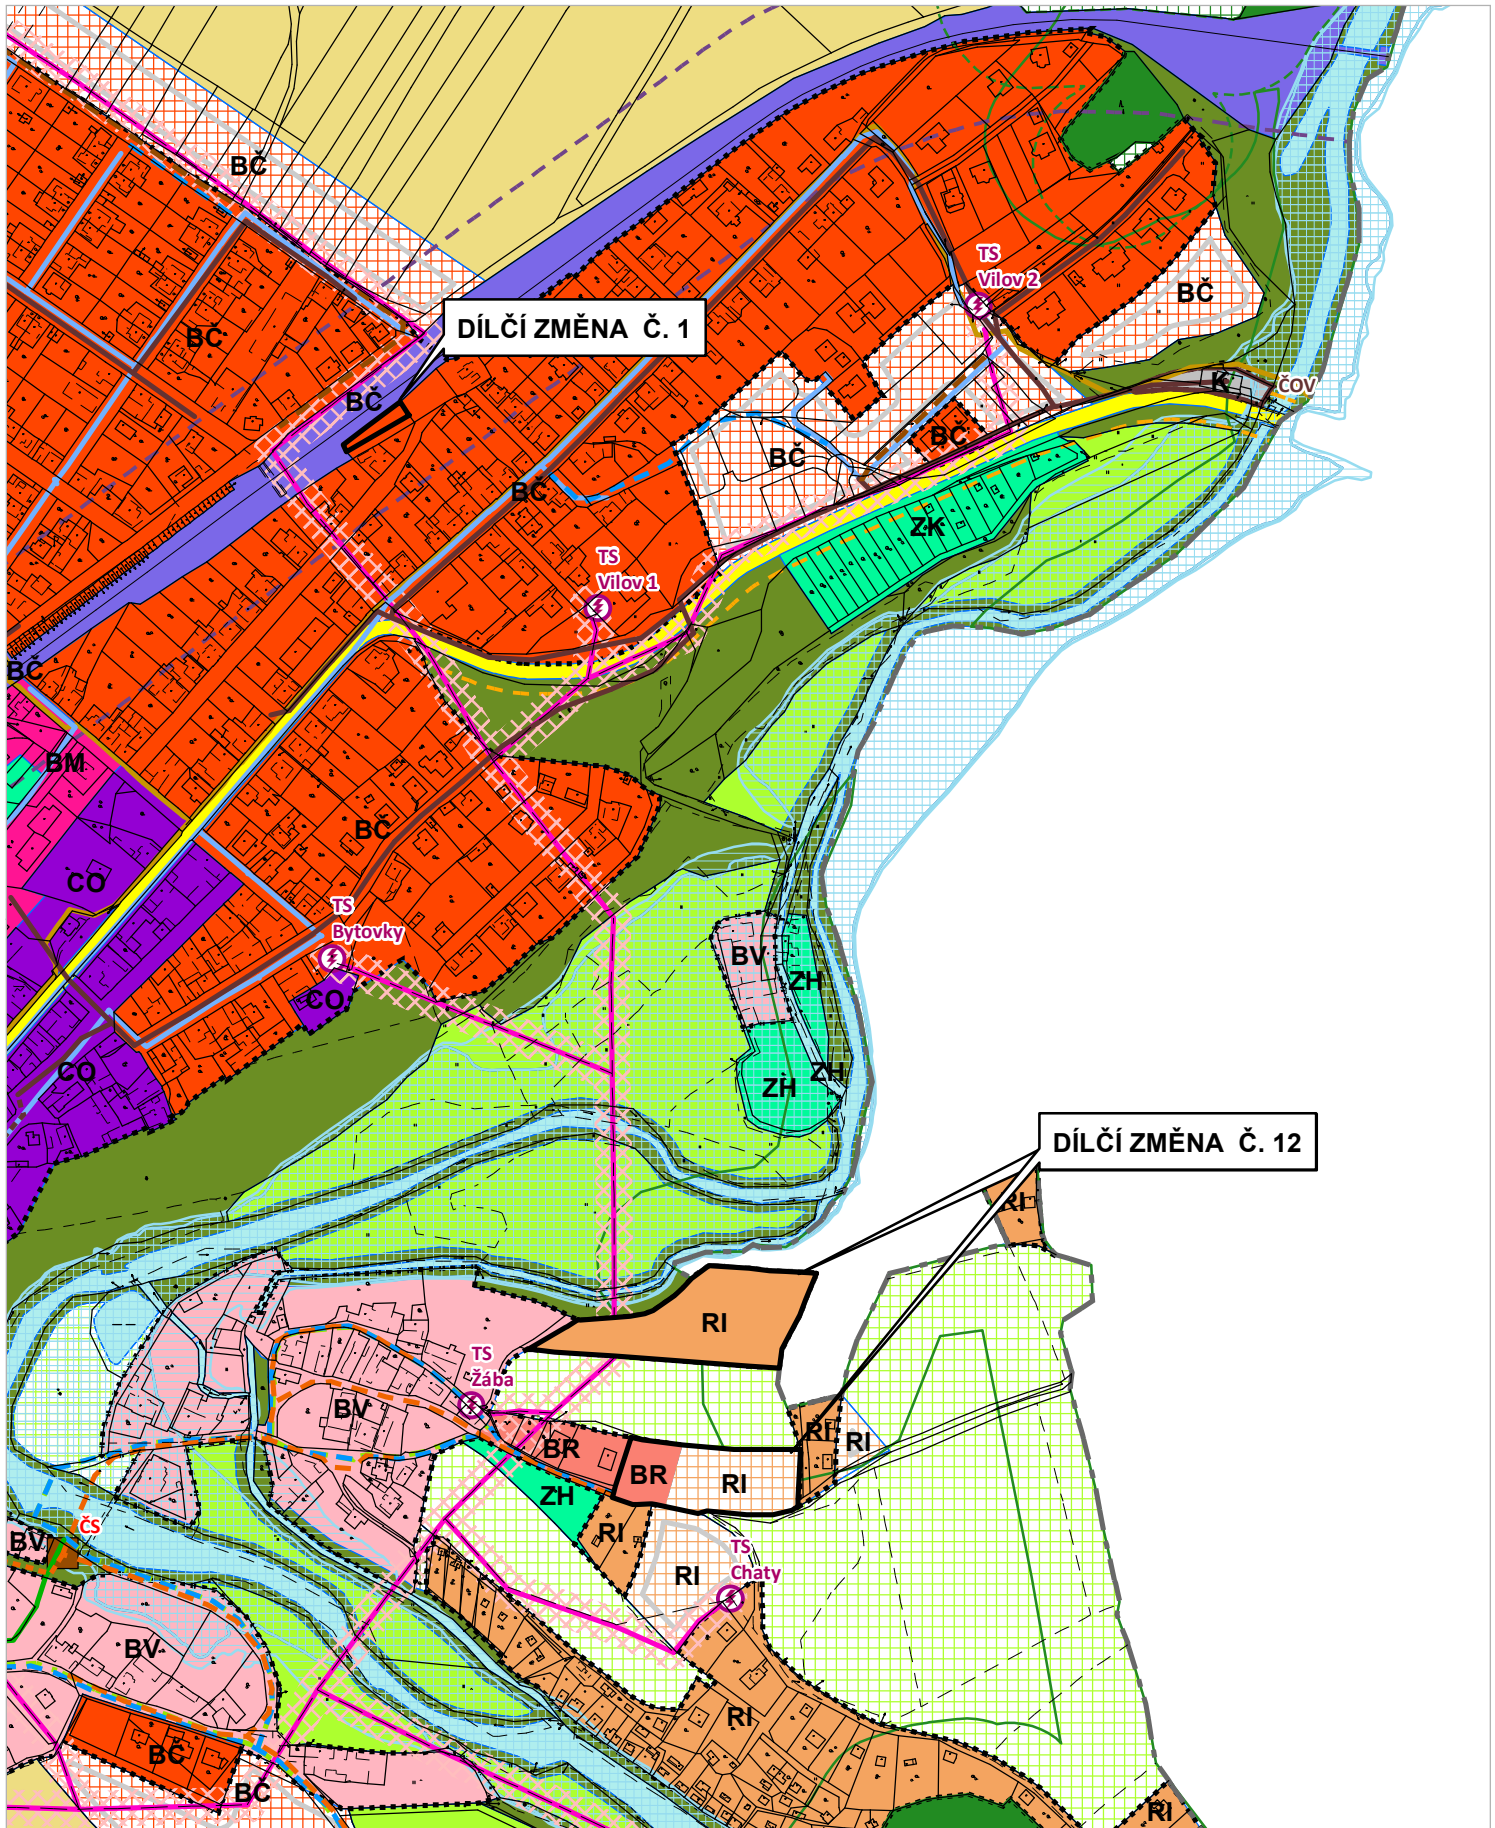 BČ
BČ
TS
Vilov 2
BČ
DÍLČÍ ZMĚNA Č. 1
K
ČOV
BČ
BČ
BČ
BČ
ZK
TS
Vilov 1
BČ
BM
BČ
CO
TS
Bytovky
BV
ZH
CO
CO
ZH
ZH
DÍLČÍ ZMĚNA Č. 12
RI
RI
TS
Žába
BV
RI
RI
BR
BR
RI
ZH
ČS
RI
BV
TS
Chaty
RI
BV
RI
BČ
BČ
RI